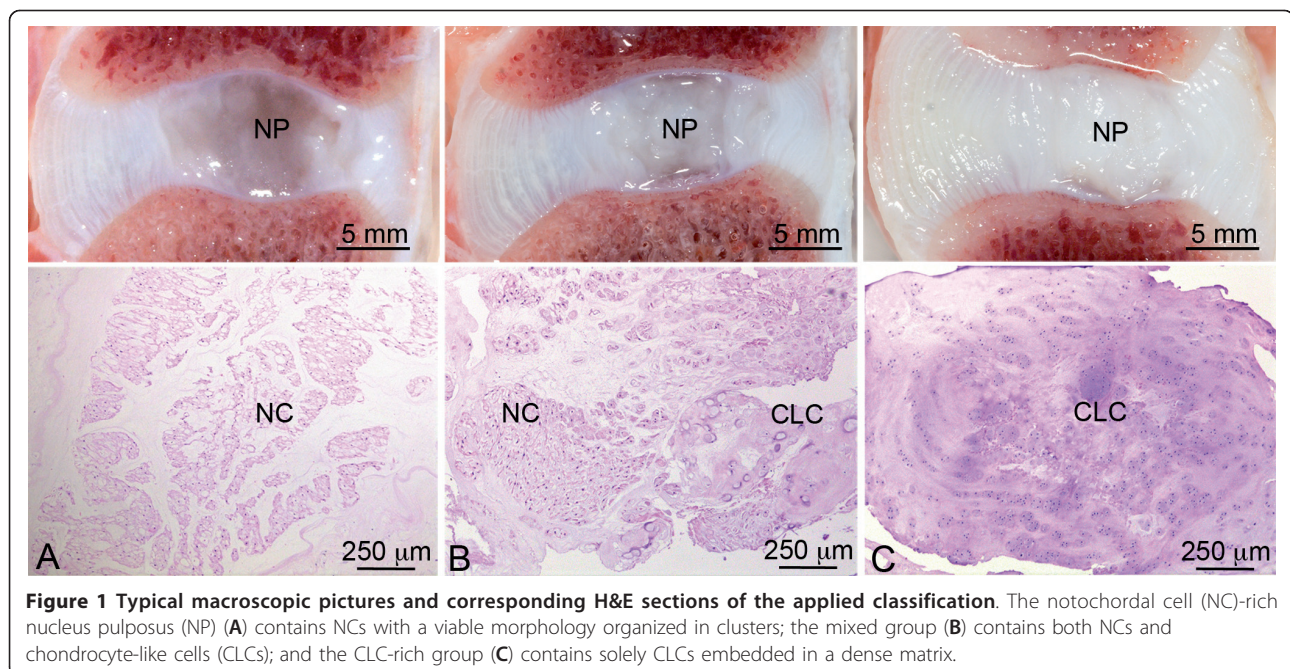 NP
5 mm
NP
5 mm
NP
5 mm
NC
A
250 μm
NC
CLC
B
250 μm
CLC
C
250 μm
Figure 1 Typical macroscopic pictures and corresponding H&E sections of the applied classification. The notochordal cell (NC)-rich
nucleus pulposus (NP) (A) contains NCs with a viable morphology organized in clusters; the mixed group (B) contains both NCs and
chondrocyte-like cells (CLCs); and the CLC-rich group (C) contains solely CLCs embedded in a dense matrix.